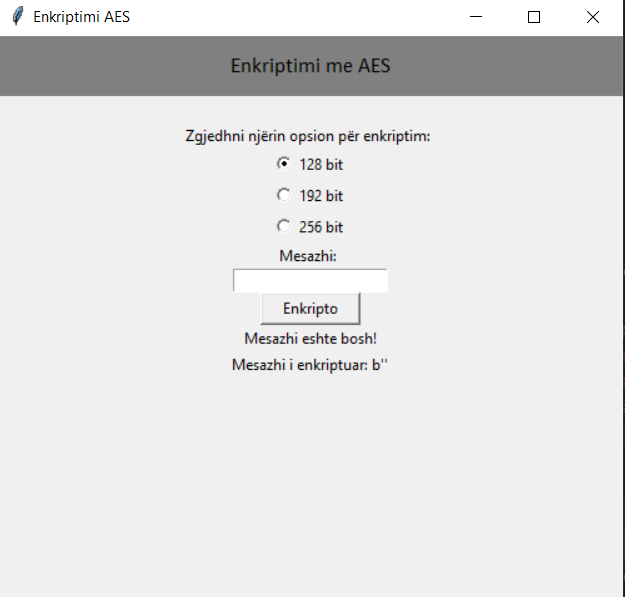 Enkriptimi AES
Enkriptimi me AES
Zgjedhni njërin opsion për enkriptim:
128 bit
192 bit
256 bit
Mesazhi:
Enkripto
Mesazhi eshte bosh!
Mesazhi i enkriptuar: b''